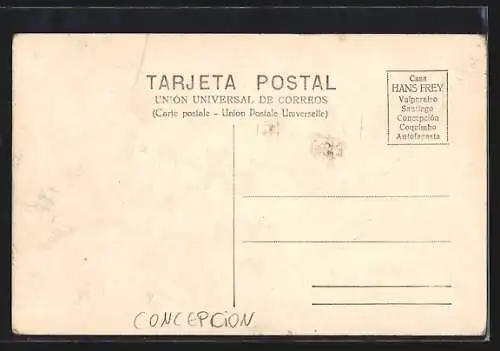 TARJETA POSTAL
UNIÓN UNIVERSAL DE CORREOS
(Carte postale - Union Postale Universelle)
Casa
HANS FREY
Valparaiso
Santiago
Concepción
Coquimbo
Antofagasta
CONCEPCION